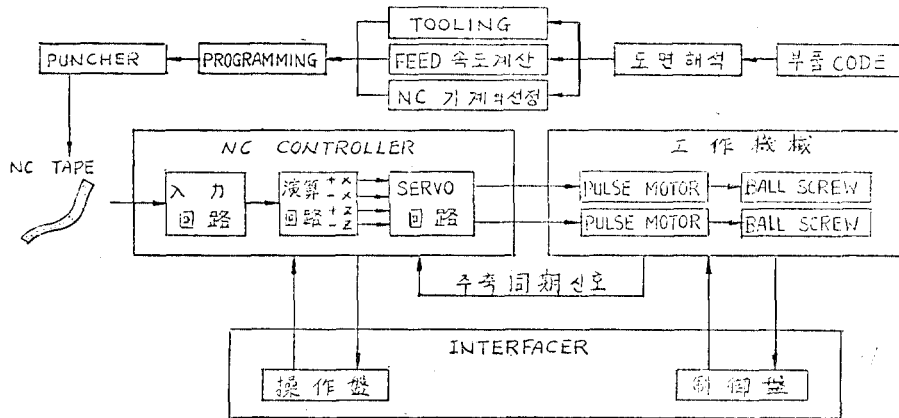 TOOLING
PUNCHER
PROGRAMMING
FEED 속도계산
도면해석
부품 CODE
NC 기계의선정
NC CONTROLLER
工作機械
NC TAPE
入力
回路
演算
回路
+X
-X
+Z
-Z
SERVO
回路
PULSE MOTOR
BALL SCREW
PULSE MOTOR
BALL SCREW
주축同期신호
INTERFACER
操作盤
制御盤